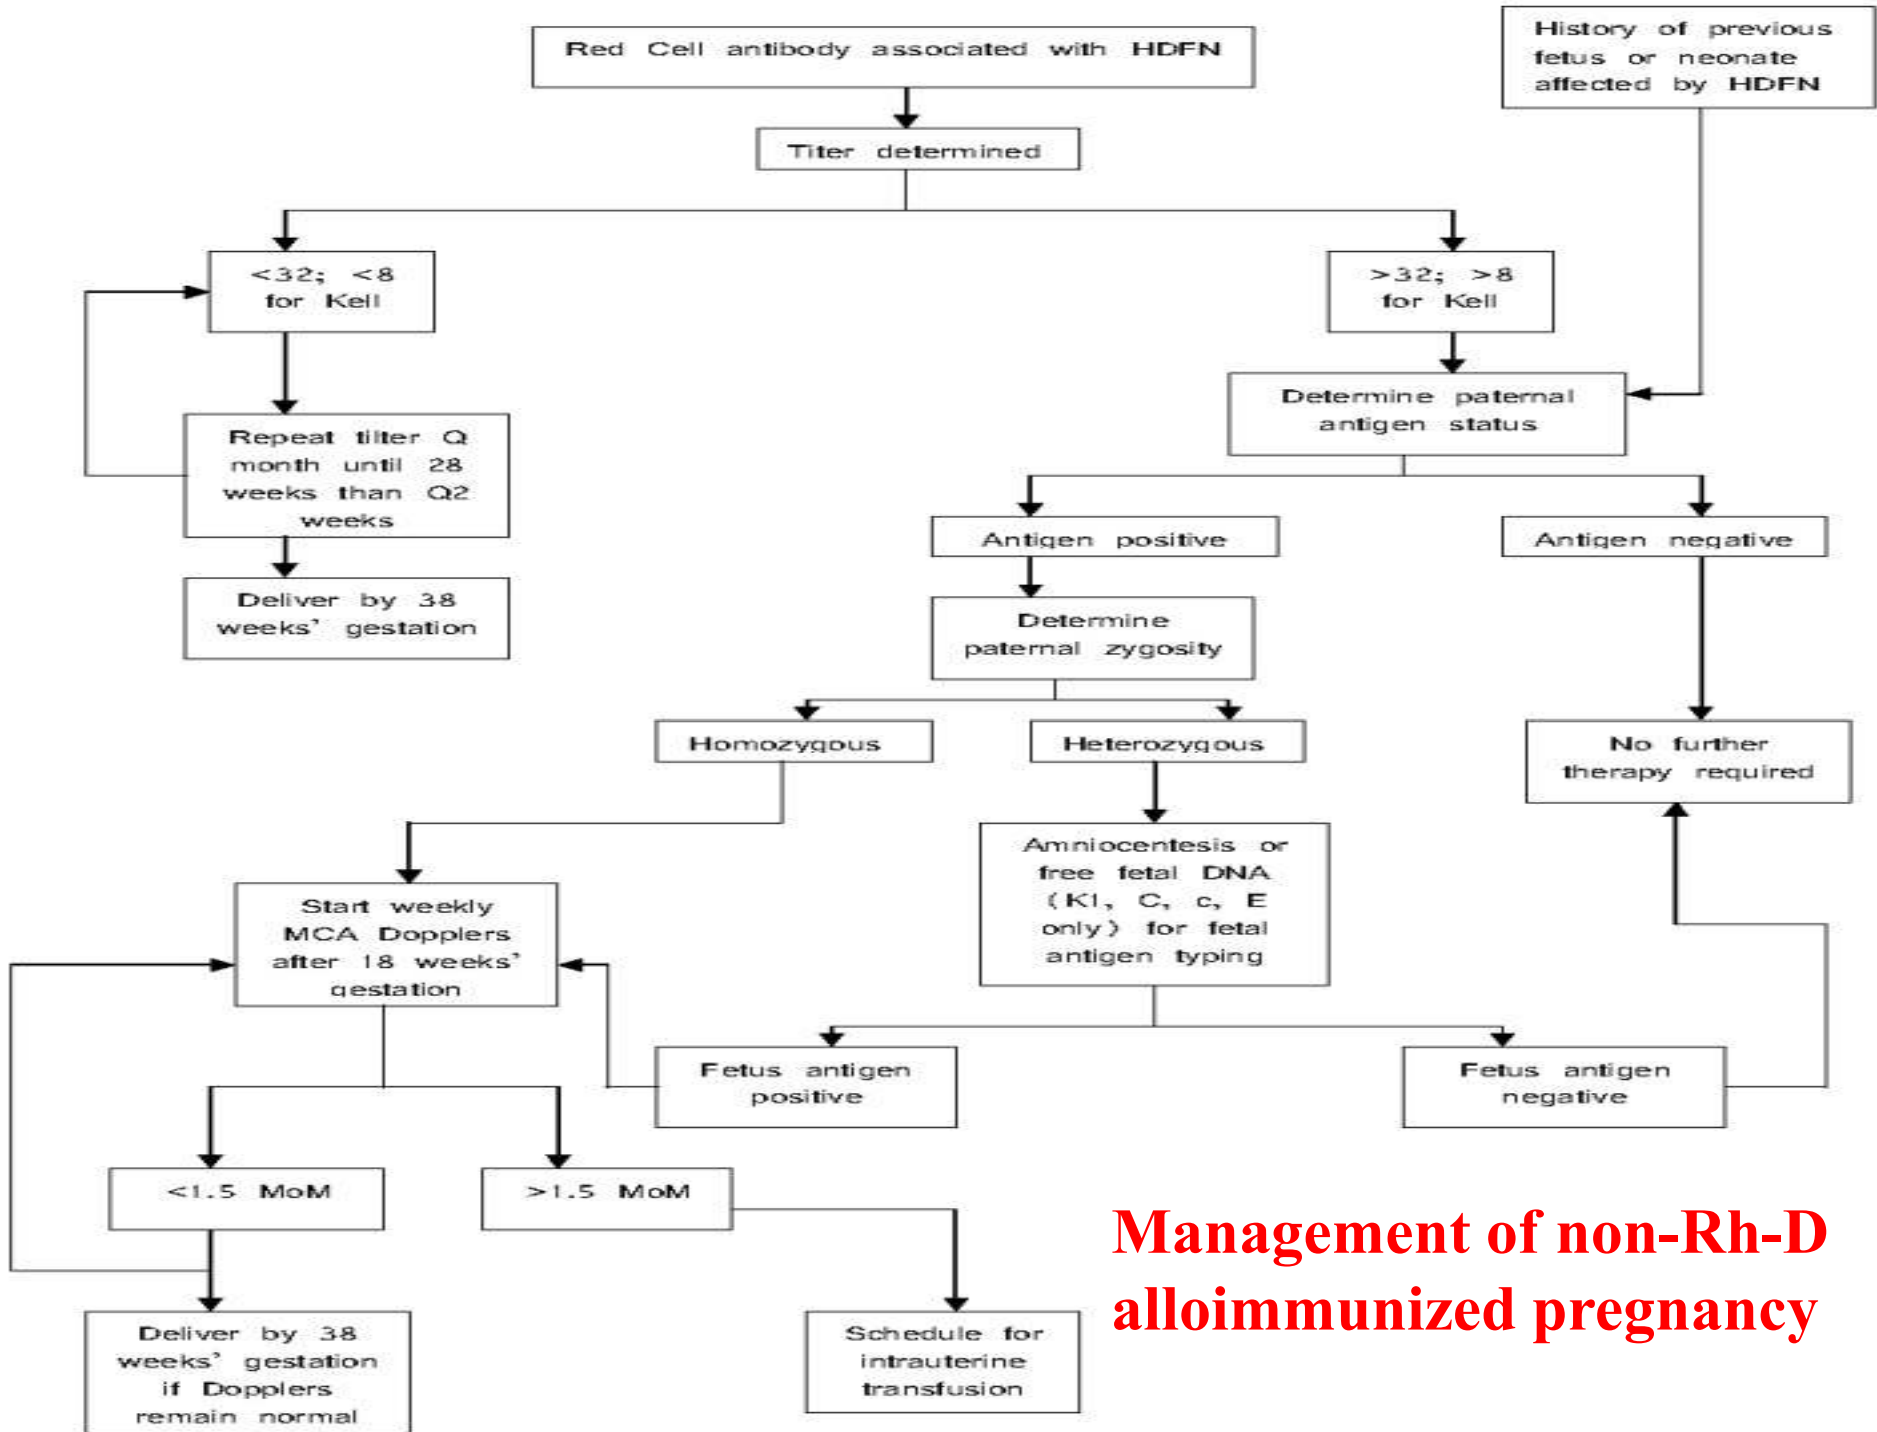 Red Cell antibody associated with HDFN
History of previous
fetus or neonate
affected by HDFN
Titer determined
<32; <8
for Kell
>32; >8
for Kell
Determine paternal
antigen status
Repeat tilter Q
month until 28
weeks than Q2
weeks
Antigen positive
Antigen negative
Deliver by 38
weeks' gestation
Determine
paternal zygosity
Homozygous
Heterozygous
No further
therapy required
Amniocentesis or
free fetal DNA
(K1, C, c, E
only) for fetal
antigen typing
Start weekly
MCA Dopplers
after 18 weeks'
gestation
Fetus antigen
positive
Fetus antigen
negative
<1.5 MoM
>1.5 MoM
Management of non-Rh-D
alloimmunized pregnancy
Deliver by 38
weeks' gestation
if Dopplers
remain normal
Schedule for
intrauterine
transfusion